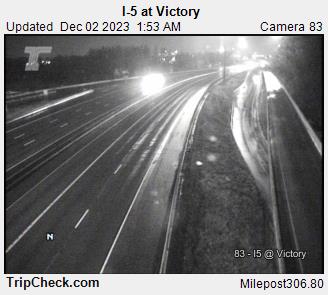 I-5 at Victory
Updated Dec 02 2023 1:53 AM Camera 83
T
N
83 - I5 @ Victory
TripCheck.com Milepost306.80